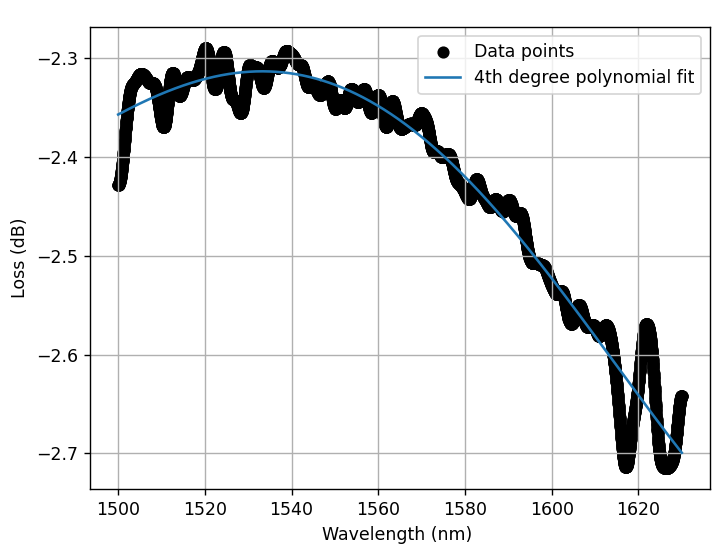 Data points
4th degree polynomial fit
−2.3
−2.4
−2.5
−2.6
−2.7
Loss (dB)
1500 1520 1540 1560 1580 1600 1620
Wavelength (nm)